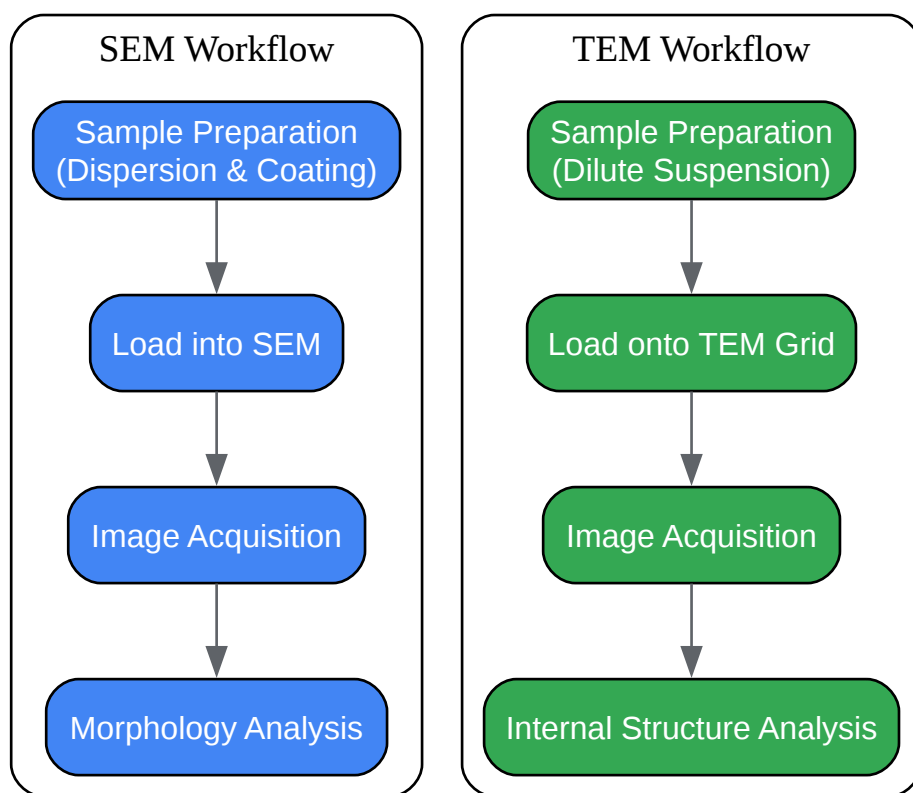 SEM Workflow
Sample Preparation
(Dispersion & Coating)
Load into SEM
Image Acquisition
Morphology Analysis
TEM Workflow
Sample Preparation
(Dilute Suspension)
Load onto TEM Grid
Image Acquisition
Internal Structure Analysis